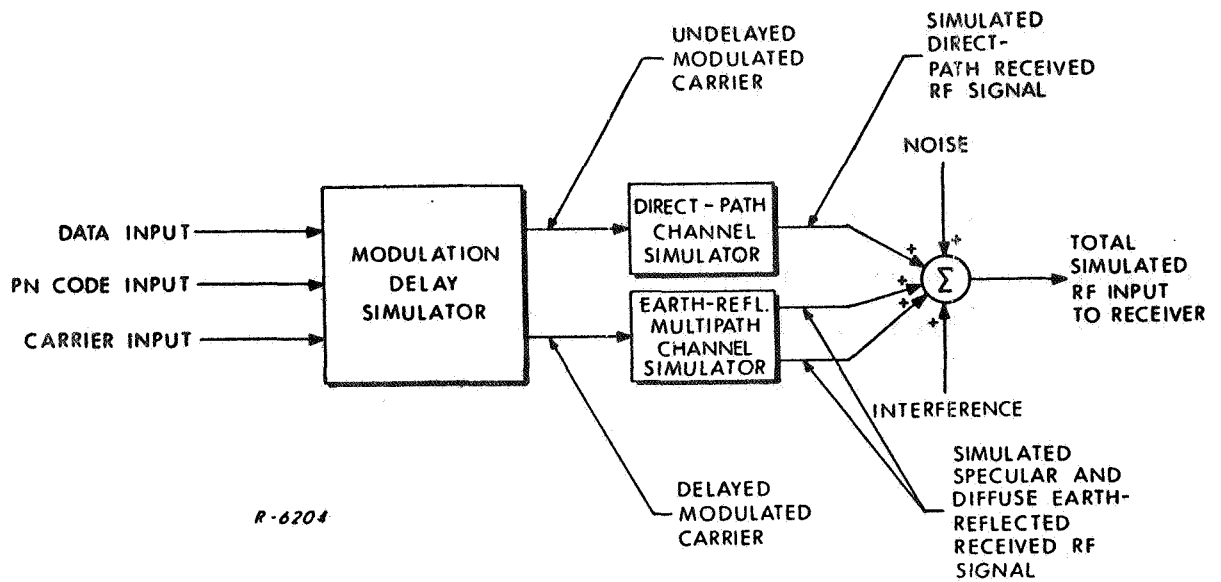 UNDELAYED
MODULATED
CARRIER
SIMULATED
DIRECT-
PATH RECEIVED
RF SIGNAL
NOISE
DATA INPUT
PN CODE INPUT
CARRIER INPUT
MODULATION
DELAY
SIMULATOR
DIRECT-PATH
CHANNEL
SIMULATOR
EARTH-REFL.
MULTIPATH
CHANNEL
SIMULATOR
+
+
+
+
+
Σ
TOTAL
SIMULATED
RF INPUT
TO RECEIVER
INTERFERENCE
DELAYED
MODULATED
CARRIER
SIMULATED
SPECULAR AND
DIFFUSE EARTH-
REFLECTED
RECEIVED RF
SIGNAL
R-6204